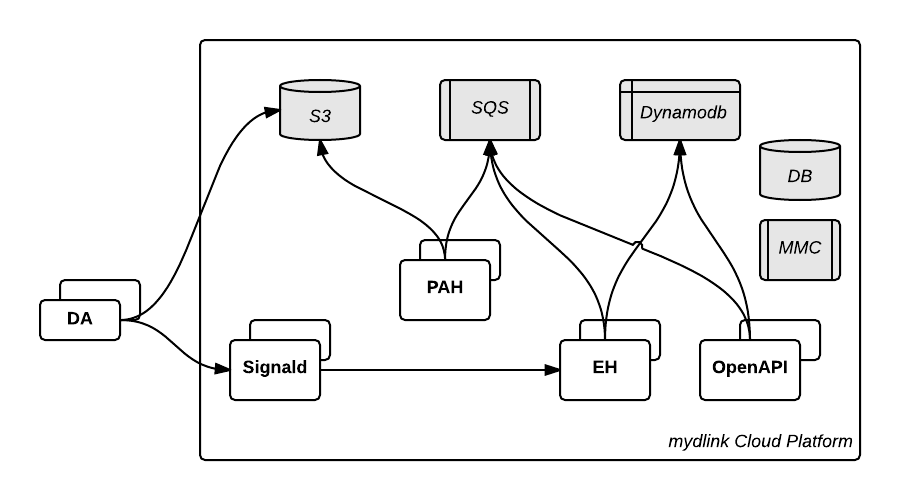 S3
SQS
Dynamodb
DB
MMC
PAH
DA
Signald
EH
OpenAPI
mydlink Cloud Platform